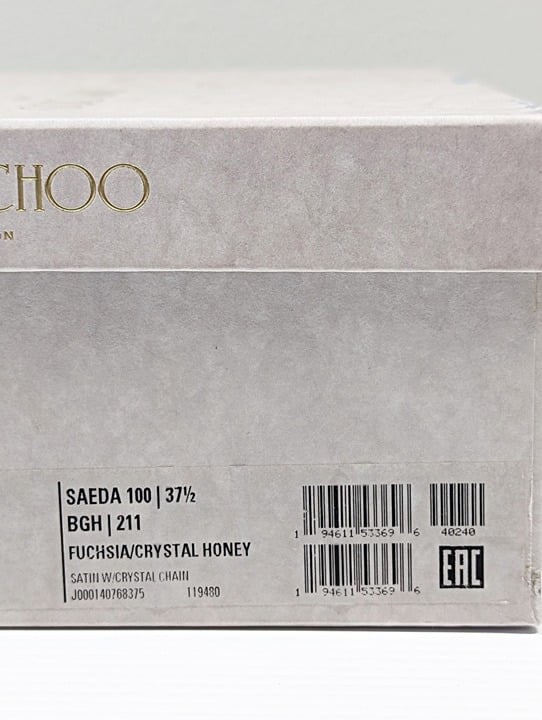 CHOO
ON
SAEDA 100 | 37½
BGH | 211
FUCHSIA/CRYSTAL HONEY
SATIN W/CRYSTAL CHAIN
J000140768375 119480
1 94611 53369 6
40240
1 94611 53369 6
EAC